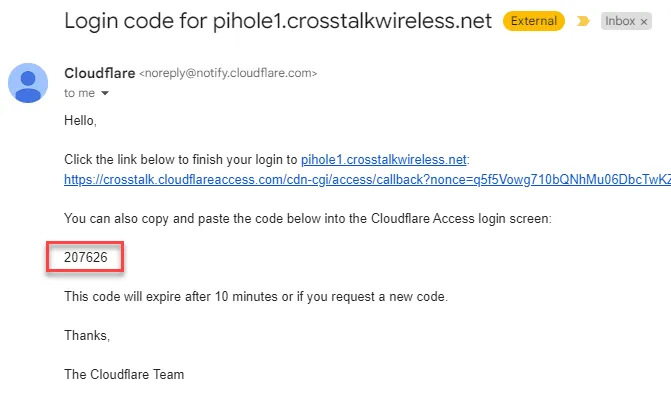 Login code for pihole1.crosstalkwireless.net External Inbox ×
Cloudflare <noreply@notify.cloudflare.com>
to me
Hello,
Click the link below to finish your login to pihole1.crosstalkwireless.net:
https://crosstalk.cloudflareaccess.com/cdn-cgi/access/callback?nonce=q5f5Vowg710bQNhMu06DbcTwKZ
You can also copy and paste the code below into the Cloudflare Access login screen:
207626
This code will expire after 10 minutes or if you request a new code.
Thanks,
The Cloudflare Team